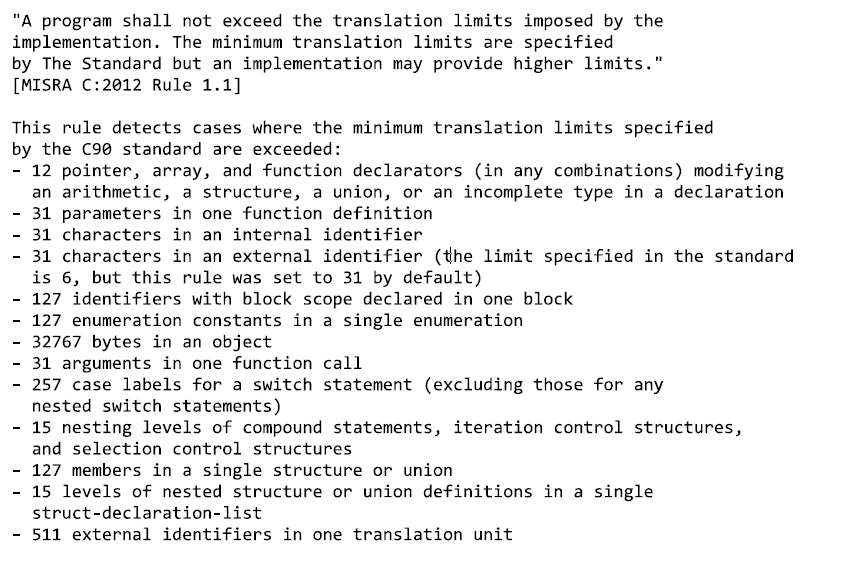 "A program shall not exceed the translation limits imposed by the
implementation. The minimum translation limits are specified
by The Standard but an implementation may provide higher limits."
[MISRA C:2012 Rule 1.1]

This rule detects cases where the minimum translation limits specified
by the C90 standard are exceeded:
- 12 pointer, array, and function declarators (in any combinations) modifying
  an arithmetic, a structure, a union, or an incomplete type in a declaration
- 31 parameters in one function definition
- 31 characters in an internal identifier
- 31 characters in an external identifier (the limit specified in the standard
  is 6, but this rule was set to 31 by default)
- 127 identifiers with block scope declared in one block
- 127 enumeration constants in a single enumeration
- 32767 bytes in an object
- 31 arguments in one function call
- 257 case labels for a switch statement (excluding those for any
  nested switch statements)
- 15 nesting levels of compound statements, iteration control structures,
  and selection control structures
- 127 members in a single structure or union
- 15 levels of nested structure or union definitions in a single
  struct-declaration-list
- 511 external identifiers in one translation unit